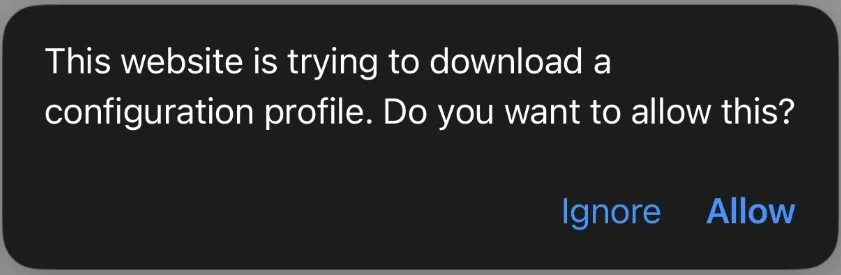 This website is trying to download a
configuration profile. Do you want to allow this?
Ignore Allow